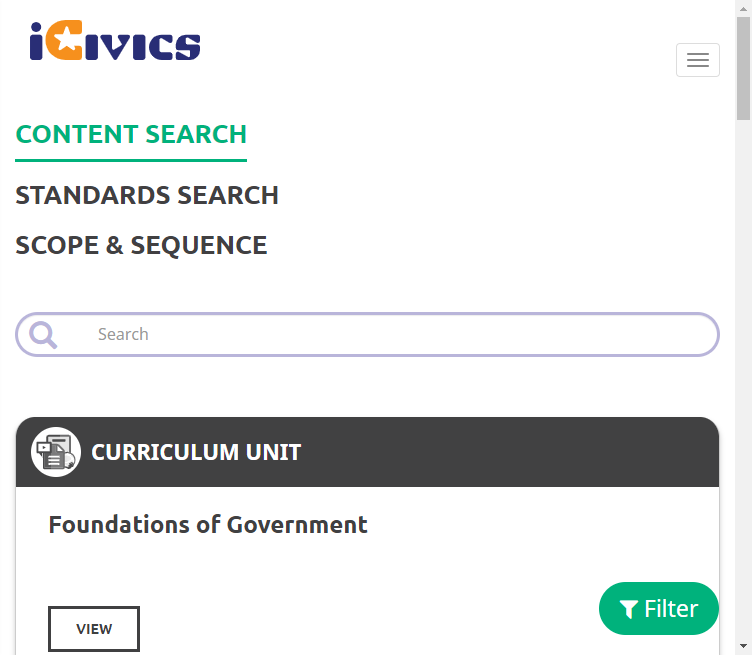 iCivics
CONTENT SEARCH
STANDARDS SEARCH
SCOPE & SEQUENCE
Search
CURRICULUM UNIT
Foundations of Government
Filter
VIEW